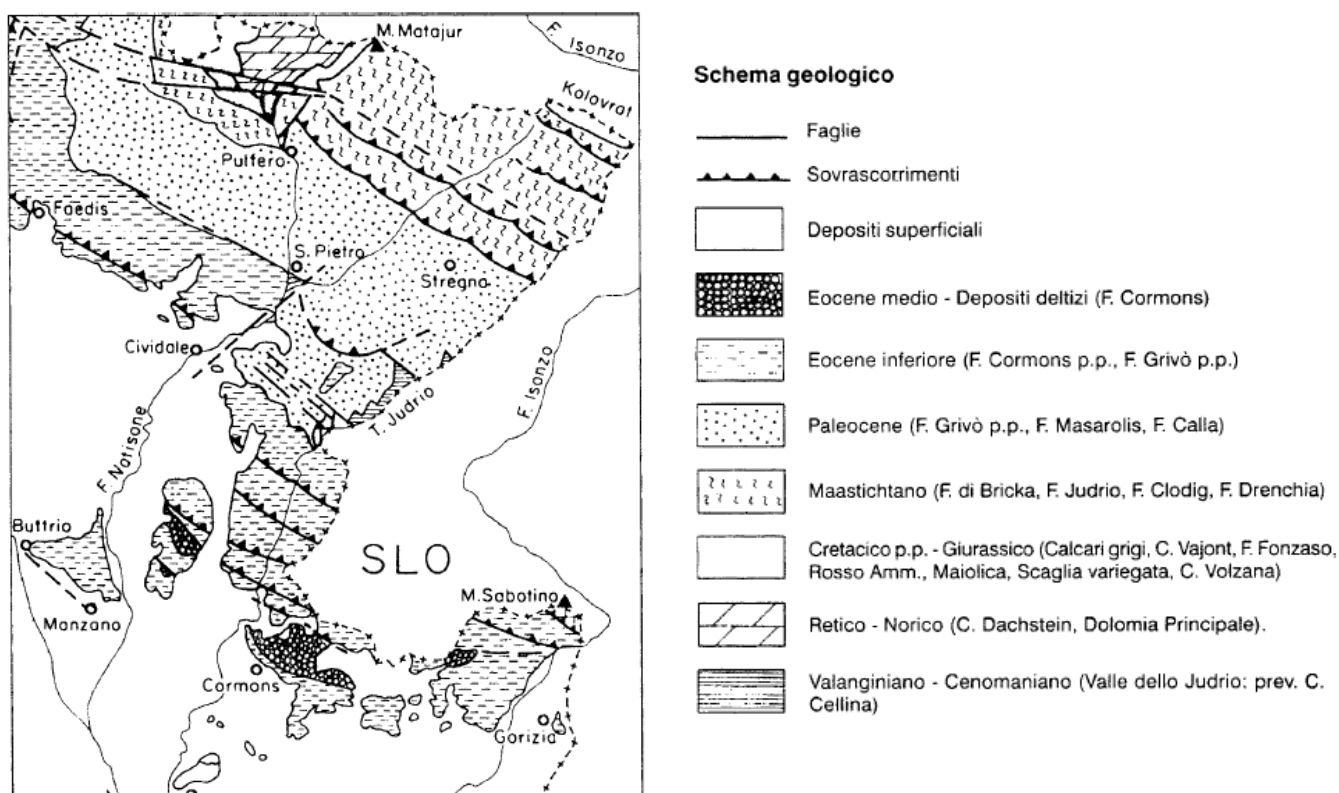 M. Matajur
F. Isonzo
Kolovrat
Pulfero
Faedis
S. Pietro
Stregna
Cividale
T. Judrio
F. Isonzo
F. Natisone
Buttrio
SLO
M. Sabotino
Manzano
Cormons
Gorizia
Schema geologico
Faglie
Sovrascorrimenti
Depositi superficiali
Eocene medio - Depositi deltizi (F. Cormons)
Eocene inferiore (F. Cormons p.p., F. Grivò p.p.)
Paleocene (F. Grivò p.p., F. Masarolis, F. Calla)
Maastichtano (F. di Bricka, F. Judrio, F. Clodig, F. Drenchia)
Cretacico p.p. - Giurassico (Calcari grigi, C. Vajont, F. Fonzaso,
Rosso Amm., Maiolica, Scaglia variegata, C. Volzana)
Retico - Norico (C. Dachstein, Dolomia Principale).
Valanginiano - Cenomaniano (Valle dello Judrio: prev. C.
Cellina)